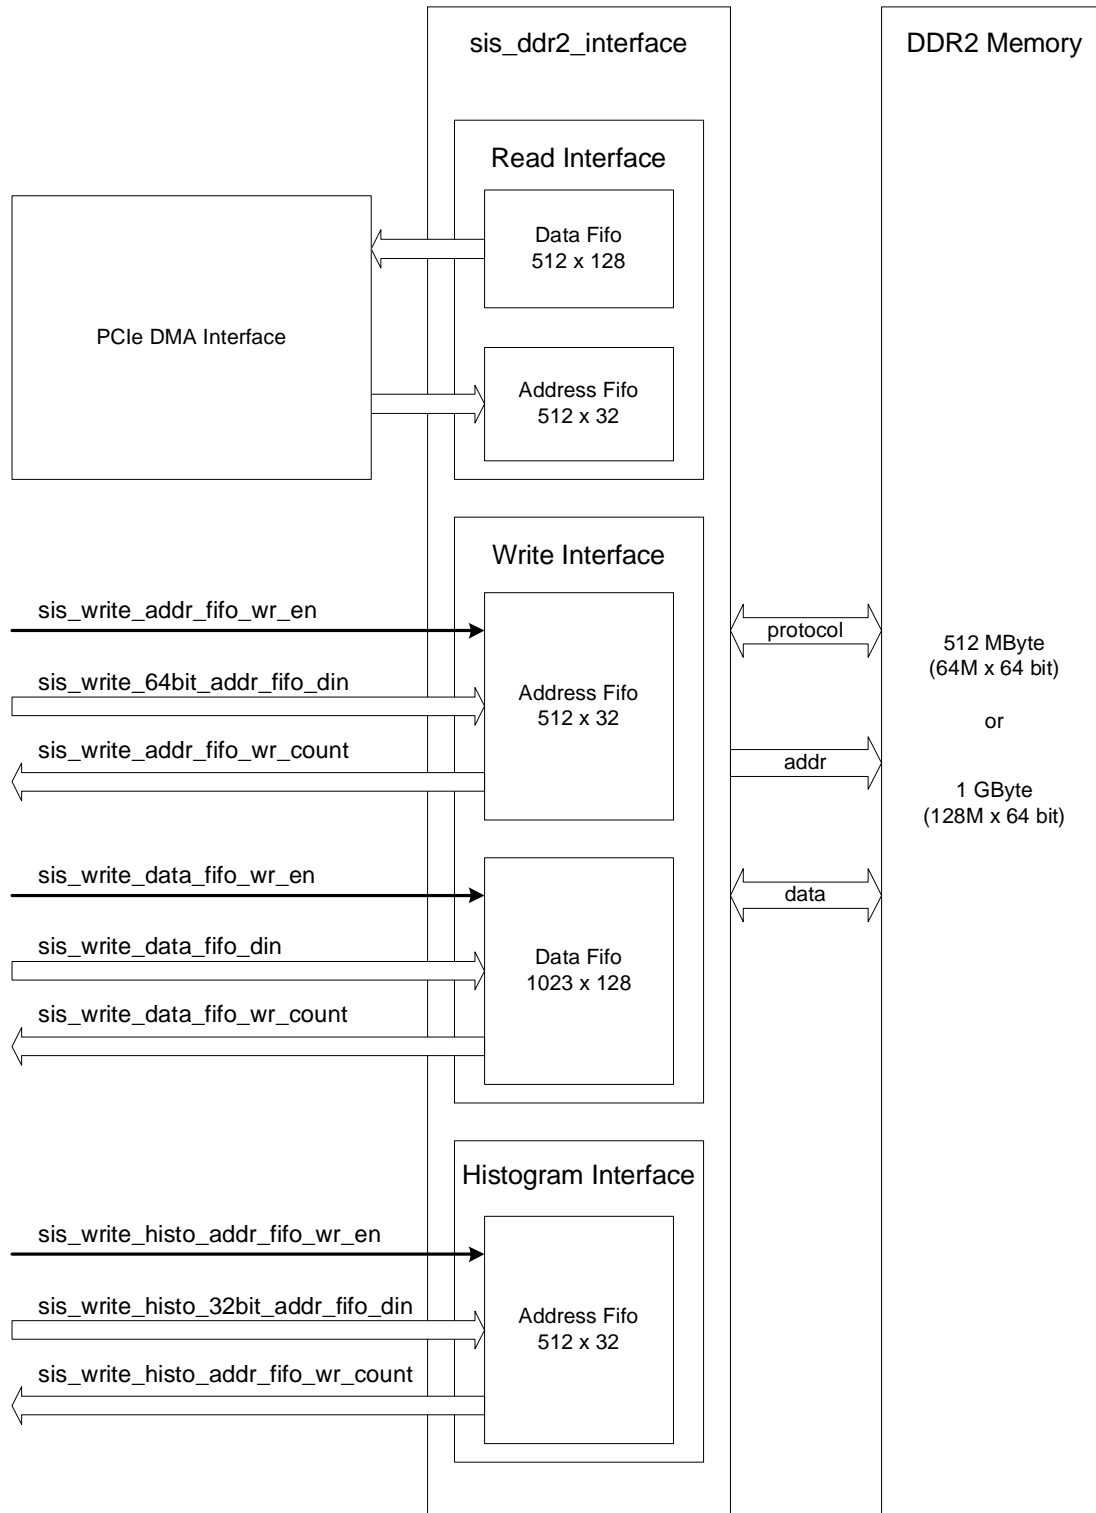 sis_ddr2_interface
DDR2 Memory
Read Interface
Data Fifo
512 x 128
PCIe DMA Interface
Address Fifo
512 x 32
Write Interface
sis_write_addr_fifo_wr_en
sis_write_64bit_addr_fifo_din
Address Fifo
512 x 32
sis_write_addr_fifo_wr_count
protocol
addr
data
512 MByte
(64M x 64 bit)
or
1 GByte
(128M x 64 bit)
sis_write_data_fifo_wr_en
sis_write_data_fifo_din
Data Fifo
1023 x 128
sis_write_data_fifo_wr_count
Histogram Interface
sis_write_histo_addr_fifo_wr_en
sis_write_histo_32bit_addr_fifo_din
Address Fifo
512 x 32
sis_write_histo_addr_fifo_wr_count